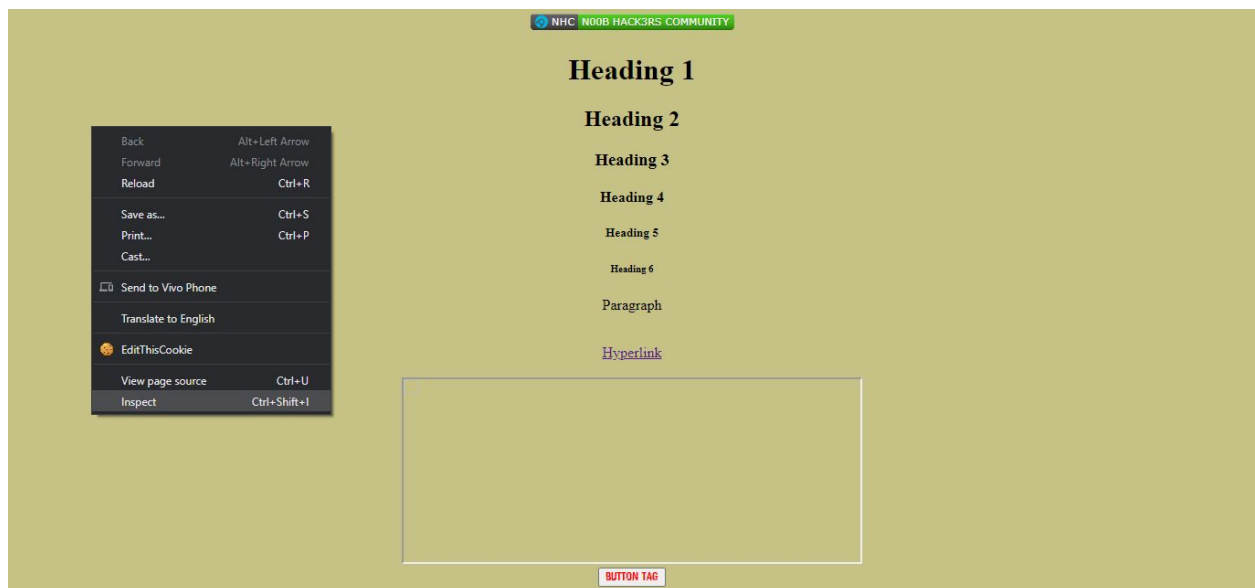 NHC N00B HACK3RS COMMUNITY
Heading 1
Heading 2
Heading 3
Heading 4
Heading 5
Heading 6
Paragraph
Hyperlink
BUTTON TAG
Back Alt+Left Arrow
Forward Alt+Right Arrow
Reload Ctrl+R
Save as... Ctrl+S
Print... Ctrl+P
Cast...
Send to Vivo Phone
Translate to English
EditThisCookie
View page source Ctrl+U
Inspect Ctrl+Shift+I